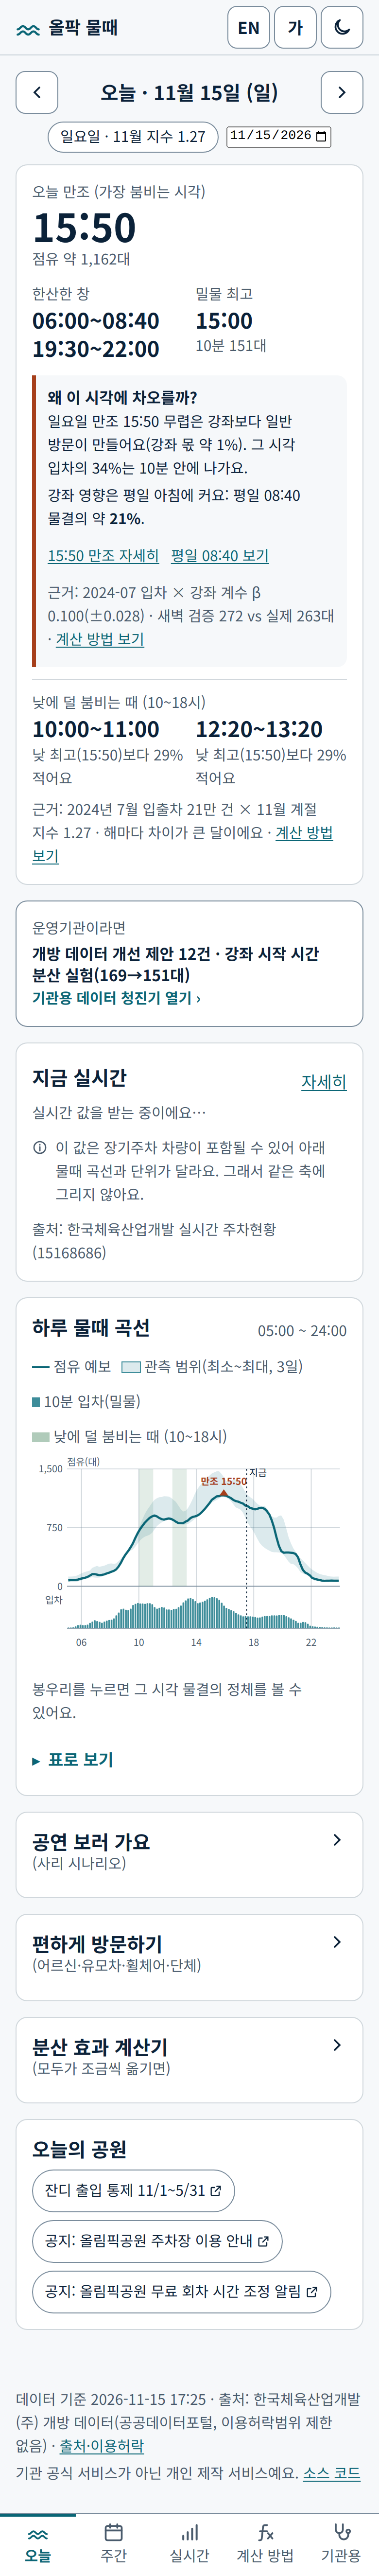 올팍 물때
EN 가
오늘 · 11월 15일 (일)
일요일 · 11월 지수 1.27
11/15/2026
오늘 만조 (가장 붐비는 시각)
15:50
점유 약 1,162대
한산한 창
06:00~08:40
19:30~22:00
밀물 최고
15:00
10분 151대
왜 이 시각에 차오를까?
일요일 만조 15:50 무렵은 강좌보다 일반
방문이 만들어요(강좌 몫 약 1%). 그 시각
입차의 34%는 10분 안에 나가요.
강좌 영향은 평일 아침에 커요: 평일 08:40
물결의 약 21%.
15:50 만조 자세히 평일 08:40 보기
근거: 2024-07 입차 × 강좌 계수 β
0.100(±0.028) · 새벽 검증 272 vs 실제 263대
· 계산 방법 보기
낮에 덜 붐비는 때 (10~18시)
10:00~11:00
낮 최고(15:50)보다 29%
적어요
12:20~13:20
낮 최고(15:50)보다 29%
적어요
근거: 2024년 7월 입출차 21만 건 × 11월 계절
지수 1.27 · 해마다 차이가 큰 달이에요 · 계산 방법
보기
운영기관이라면
개방 데이터 개선 제안 12건 · 강좌 시작 시간
분산 실험(169→151대)
기관용 데이터 청진기 열기 ›
지금 실시간
자세히
실시간 값을 받는 중이에요…
이 값은 장기주차 차량이 포함될 수 있어 아래
물때 곡선과 단위가 달라요. 그래서 같은 축에
그리지 않아요.
출처: 한국체육산업개발 실시간 주차현황
(15168686)
하루 물때 곡선
05:00 ~ 24:00
점유 예보 관측 범위(최소~최대, 3일)
10분 입차(밀물)
낮에 덜 붐비는 때 (10~18시)
점유(대)
1,500
750
0
만조 15:50
지금
입차
06 10 14 18 22
봉우리를 누르면 그 시각 물결의 정체를 볼 수
있어요.
▸ 표로 보기
공연 보러 가요
(사리 시나리오)
편하게 방문하기
(어르신·유모차·휠체어·단체)
분산 효과 계산기
(모두가 조금씩 옮기면)
오늘의 공원
잔디 출입 통제 11/1~5/31
공지: 올림픽공원 주차장 이용 안내
공지: 올림픽공원 무료 회차 시간 조정 알림
데이터 기준 2026-11-15 17:25 · 출처: 한국체육산업개발
(주) 개방 데이터(공공데이터포털, 이용허락범위 제한
없음) · 출처·이용허락
기관 공식 서비스가 아닌 개인 제작 서비스예요. 소스 코드
오늘 주간 실시간 계산 방법 기관용